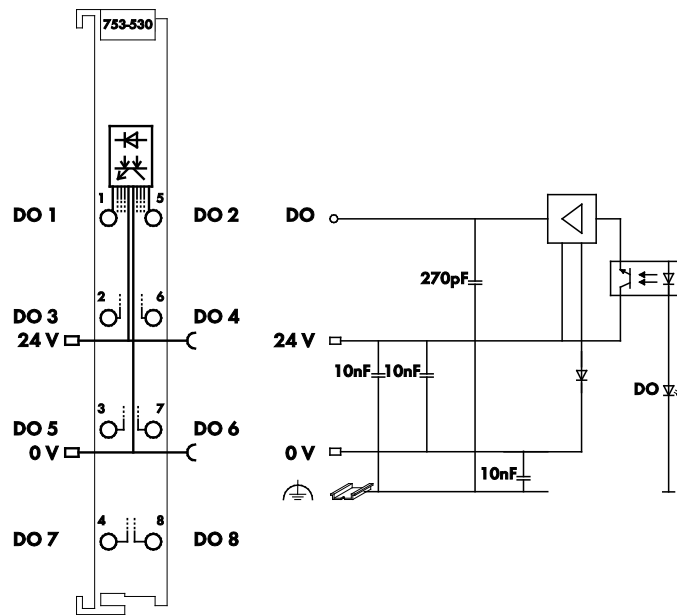 753-530
1 5
DO 1 DO 2 DO
270pF
2 6
DO 3 DO 4
24 V 24 V
10nF 10nF
DO
3 7
DO 5 DO 6
0 V 0 V
10nF
4 8
DO 7 DO 8